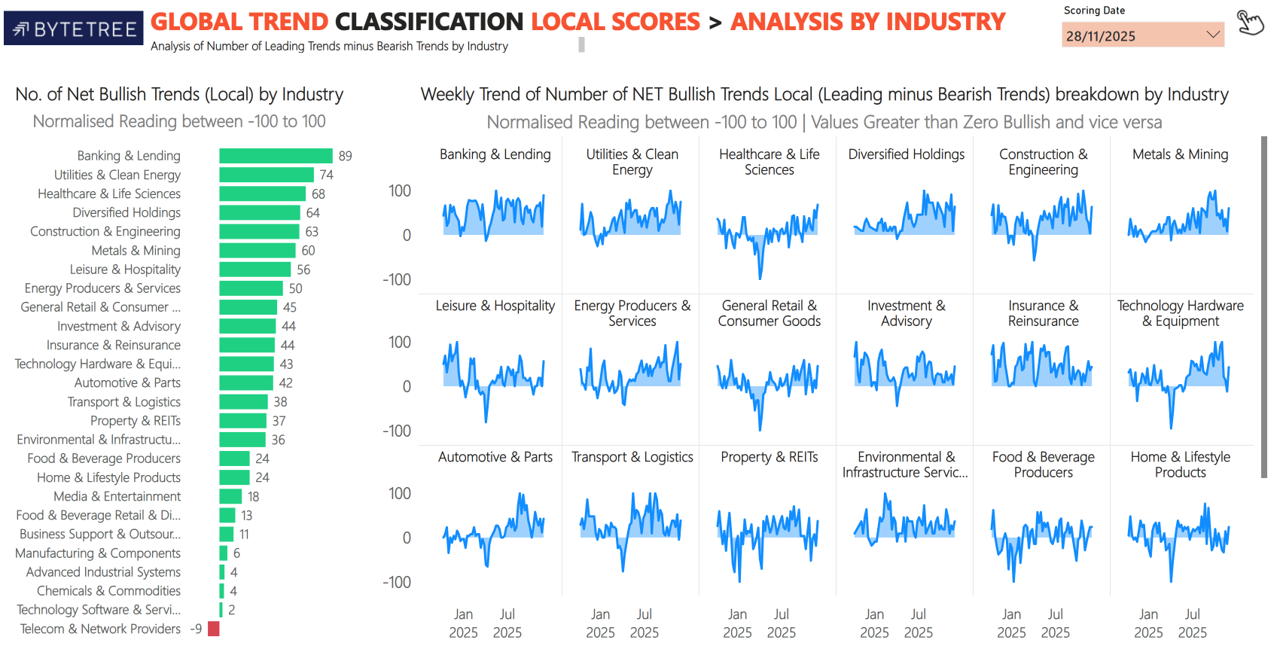 BYTETREE
GLOBAL TREND CLASSIFICATION LOCAL SCORES > ANALYSIS BY INDUSTRY
Analysis of Number of Leading Trends minus Bearish Trends by Industry
Scoring Date
28/11/2025
No. of Net Bullish Trends (Local) by Industry
Normalised Reading between -100 to 100
Banking & Lending 89
Utilities & Clean Energy 74
Healthcare & Life Sciences 68
Diversified Holdings 64
Construction & Engineering 63
Metals & Mining 60
Leisure & Hospitality 56
Energy Producers & Services 50
General Retail & Consumer ... 45
Investment & Advisory 44
Insurance & Reinsurance 44
Technology Hardware & Equi... 43
Automotive & Parts 42
Transport & Logistics 38
Property & REITs 37
Environmental & Infrastructu... 36
Food & Beverage Producers 24
Home & Lifestyle Products 24
Media & Entertainment 18
Food & Beverage Retail & Di... 13
Business Support & Outsour... 11
Manufacturing & Components 6
Advanced Industrial Systems 4
Chemicals & Commodities 4
Technology Software & Servi... 2
Telecom & Network Providers -9
Weekly Trend of Number of NET Bullish Trends Local (Leading minus Bearish Trends) breakdown by Industry
Normalised Reading between -100 to 100 | Values Greater than Zero Bullish and vice versa
Banking & Lending
Utilities & Clean
Energy
Healthcare & Life
Sciences
Diversified Holdings
Construction &
Engineering
Metals & Mining
100
0
-100
Leisure & Hospitality
Energy Producers &
Services
General Retail &
Consumer Goods
Investment &
Advisory
Insurance &
Reinsurance
Technology Hardware
& Equipment
100
0
-100
Automotive & Parts
Transport & Logistics
Property & REITs
Environmental &
Infrastructure Servic...
Food & Beverage
Producers
Home & Lifestyle
Products
100
0
-100
Jan
2025
Jul
2025
Jan
2025
Jul
2025
Jan
2025
Jul
2025
Jan
2025
Jul
2025
Jan
2025
Jul
2025
Jan
2025
Jul
2025